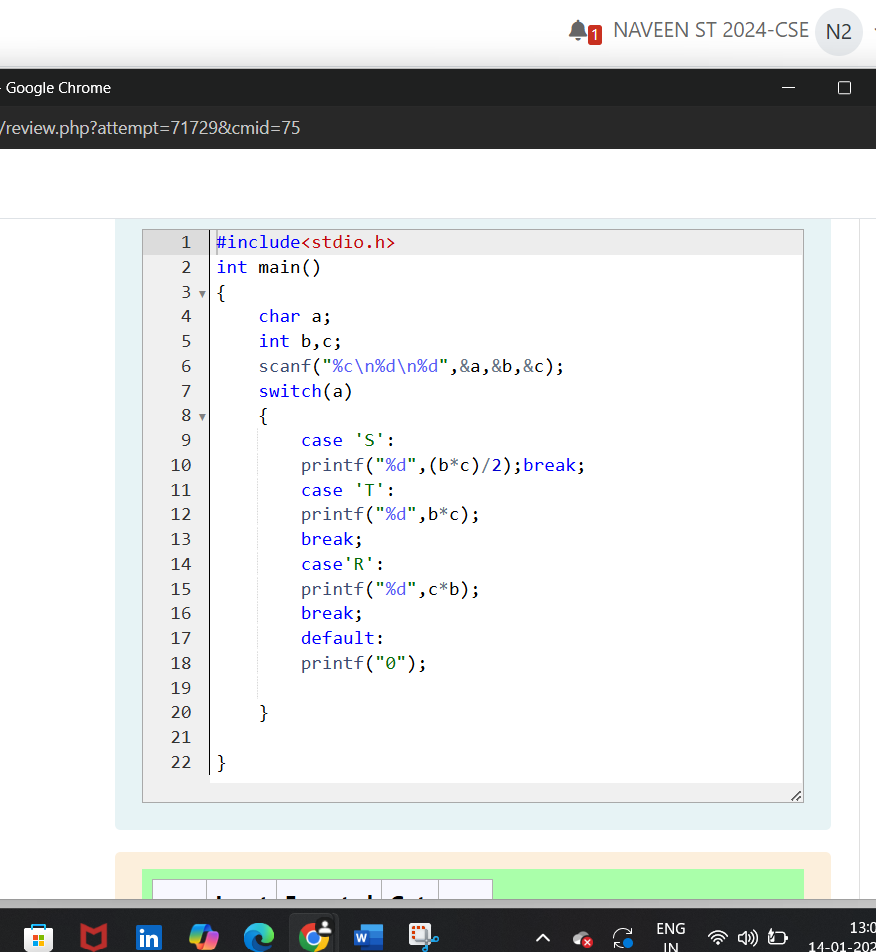 1 NAVEEN ST 2024-CSE N2
- Google Chrome
/review.php?attempt=71729&cmid=75
1 #include<stdio.h>
2 int main()
3 {
4 char a;
5 int b,c;
6 scanf("%c\n%d\n%d",&a,&b,&c);
7 switch(a)
8 {
9 case 'S':
10 printf("%d",(b*c)/2);break;
11 case 'T':
12 printf("%d",b*c);
13 break;
14 case'R':
15 printf("%d",c*b);
16 break;
17 default:
18 printf("0");
19
20 }
21
22 }
in
W
ENG
IN
13:0
14-01-202